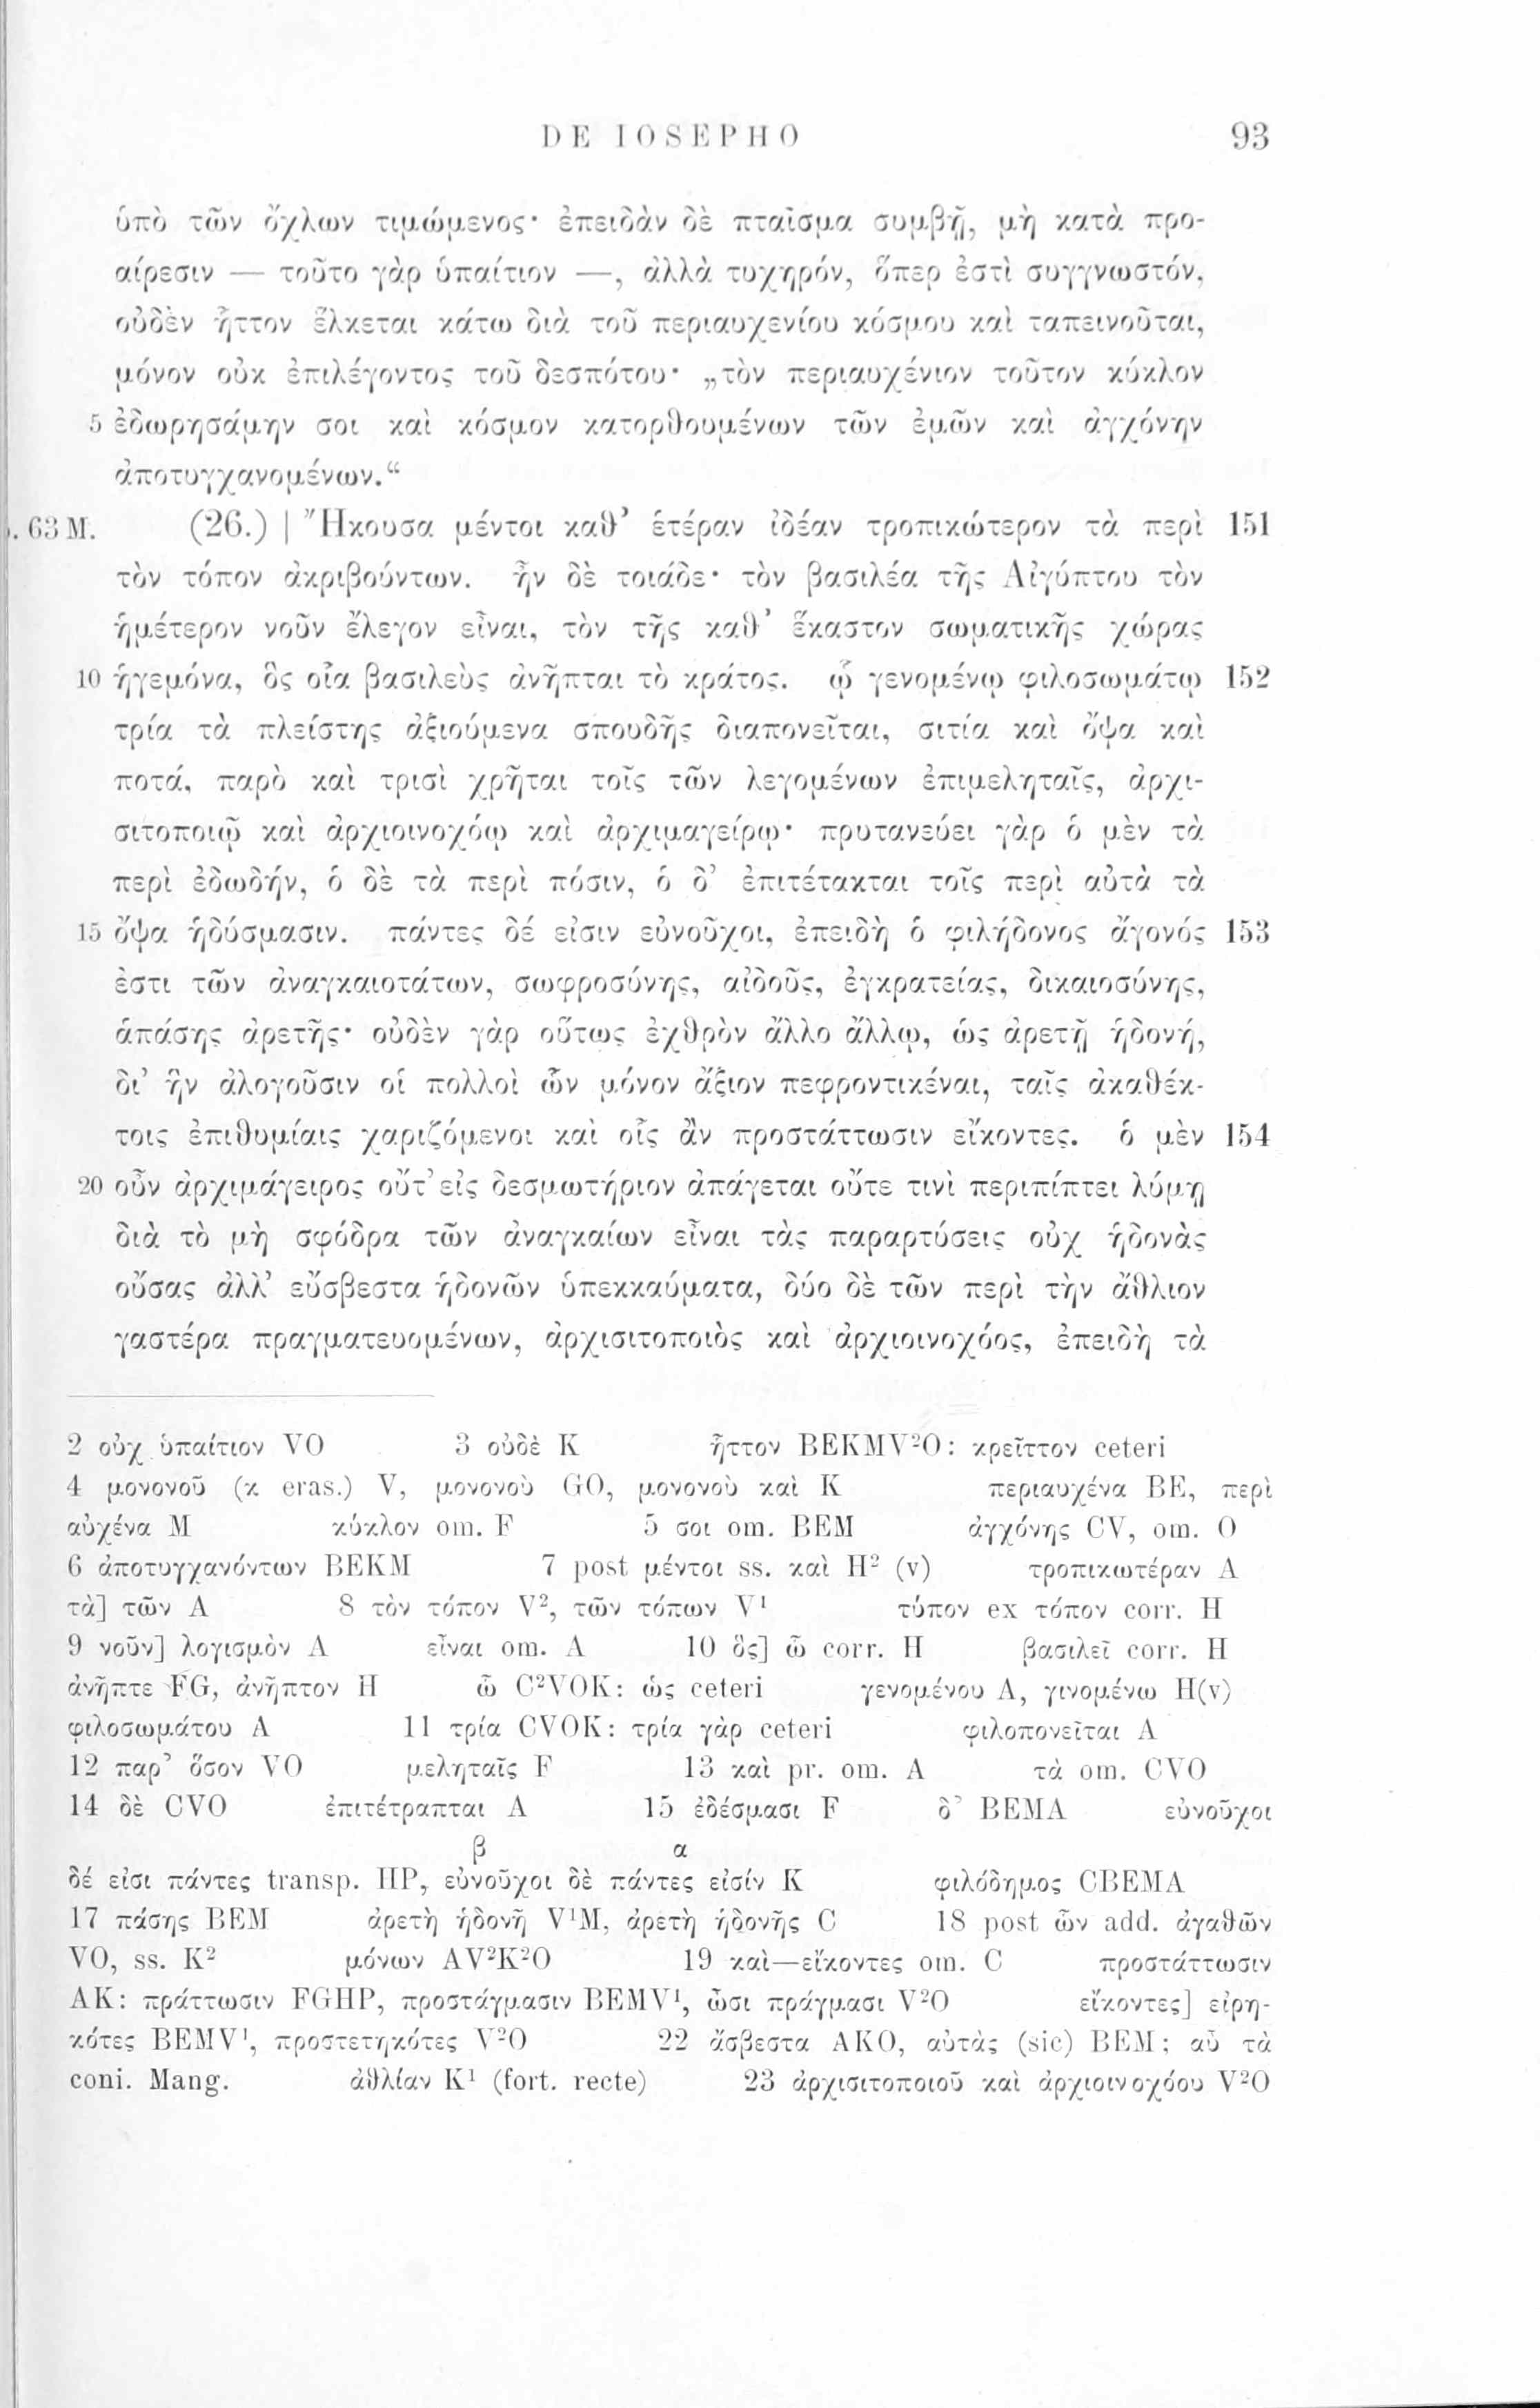 DE IOSEPHO 93
ὑπὸ τῶν ὄχλων τιμώμενος· ἐπειδὰν δὲ πταῖσμα συμβῇ, μὴ κατὰ προ-
αίρεσιν — τοῦτο γὰρ ὑπαίτιον —, ἀλλὰ τυχηρόν, ὅπερ ἐστὶ συγγνωστόν,
οὐδὲν ἧττον ἕλκεται κάτω διὰ τοῦ περιαυχενίου κόσμου καὶ ταπεινοῦται,
μόνον οὐκ ἐπιλέγοντος τοῦ δεσπότου· „τὸν περιαυχένιον τοῦτον κύκλον
5 ἐδωρησάμην σοι καὶ κόσμον κατορθουμένων τῶν ἐμῶν καὶ ἀγχόνην
ἀποτυγχανομένων.“
. 63 M. (26.) | Ἤκουσα μέντοι καθ’ ἑτέραν ἰδέαν τροπικώτερον τὰ περὶ 151
τὸν τόπον ἀκριβούντων. ἦν δὲ τοιάδε· τὸν βασιλέα τῆς Αἰγύπτου τὸν
ἡμέτερον νοῦν ἔλεγον εἶναι, τὸν τῆς καθ’ ἕκαστον σωματικῆς χώρας
10 ἡγεμόνα, ὃς οἷα βασιλεὺς ἀνῆπται τὸ κράτος. ᾧ γενομένῳ φιλοσωμάτῳ 152
τρία τὰ πλείστης ἀξιούμενα σπουδῆς διαπονεῖται, σιτία καὶ ὄψα καὶ
ποτά, παρὸ καὶ τρισὶ χρῆται τοῖς τῶν λεγομένων ἐπιμεληταῖς, ἀρχι-
σιτοποιῷ καὶ ἀρχιοινοχόῳ καὶ ἀρχιμαγείρῳ· πρυτανεύει γὰρ ὁ μὲν τὰ
περὶ ἐδωδήν, ὁ δὲ τὰ περὶ πόσιν, ὁ δ’ ἐπιτέτακται τοῖς περὶ αὐτὰ τὰ
15 ὄψα ἡδύσμασιν. πάντες δέ εἰσιν εὐνοῦχοι, ἐπειδὴ ὁ φιλήδονος ἄγονός 153
ἐστι τῶν ἀναγκαιοτάτων, σωφροσύνης, αἰδοῦς, ἐγκρατείας, δικαιοσύνης,
ἁπάσης ἀρετῆς· οὐδὲν γὰρ οὕτως ἐχθρὸν ἄλλο ἄλλῳ, ὡς ἀρετῇ ἡδονή,
δι’ ἣν ἀλογοῦσιν οἱ πολλοὶ ὧν μόνον ἄξιον πεφροντικέναι, ταῖς ἀκαθέκ-
τοις ἐπιθυμίαις χαριζόμενοι καὶ οἷς ἂν προστάττωσιν εἴκοντες. ὁ μὲν 154
20 οὖν ἀρχιμάγειρος οὔτ’ εἰς δεσμωτήριον ἀπάγεται οὔτε τινὶ περιπίπτει λύμῃ
διὰ τὸ μὴ σφόδρα τῶν ἀναγκαίων εἶναι τὰς παραρτύσεις οὐχ ἡδονὰς
οὔσας ἀλλ’ εὔσβεστα ἡδονῶν ὑπεκκαύματα, δύο δὲ τῶν περὶ τὴν ἄθλιον
γαστέρα πραγματευομένων, ἀρχισιτοποιὸς καὶ ἀρχιοινοχόος, ἐπειδὴ τὰ
2 οὐχ ὑπαίτιον VO 3 οὐδὲ K ἧττον BEKMV²O: κρεῖττον ceteri
4 μονονοῦ (κ eras.) V, μονονοὺ GO, μονονοὺ καὶ K περιαυχένα BE, περὶ
αὐχένα M κύκλον om. F 5 σοι om. BEM ἀγχόνης CV, om. O
6 ἀποτυγχανόντων BEKM 7 post μέντοι ss. καὶ H² (v) τροπικωτέραν A
τὰ] τῶν A 8 τὸν τόπον V², τῶν τόπων V¹ τύπον ex τόπον corr. H
9 νοῦν] λογισμὸν A εἶναι om. A 10 ὃς] ὦ corr. H βασιλεῖ corr. H
ἀνῆπτε FG, ἀνῆπτον H ὦ C²VOK: ὡς ceteri γενομένου A, γινομένω H(v)
φιλοσωμάτου A 11 τρία CVOK: τρία γὰρ ceteri φιλοπονεῖται A
12 παρ’ ὅσον VO μεληταῖς F 13 καὶ pr. om. A τὰ om. CVO
14 δὲ CVO ἐπιτέτραπται A 15 ἐδέσμασι F δ’ BEMA εὐνοῦχοι
β α
δέ εἰσι πάντες transp. HP, εὐνοῦχοι δὲ πάντες εἰσίν K φιλόδημος CBEMA
17 πάσης BEM ἀρετὴ ἡδονῆ V¹M, ἀρετὴ ἡδονῆς C 18 post ὧν add. ἀγαθῶν
VO, ss. K² μόνων AV²K²O 19 καὶ—εἴκοντες om. C προστάττωσιν
AK: πράττωσιν FGHP, προστάγμασιν BEMV¹, ὦσι πράγμασι V²O εἴκοντες] εἰρη-
κότες BEMV¹, προστετηκότες V²O 22 ἄσβεστα AKO, αὐτὰς (sic) BEM; αὖ τὰ
coni. Mang. ἀθλίαν K¹ (fort. recte) 23 ἀρχισιτοποιοῦ καὶ ἀρχιοινοχόου V²O